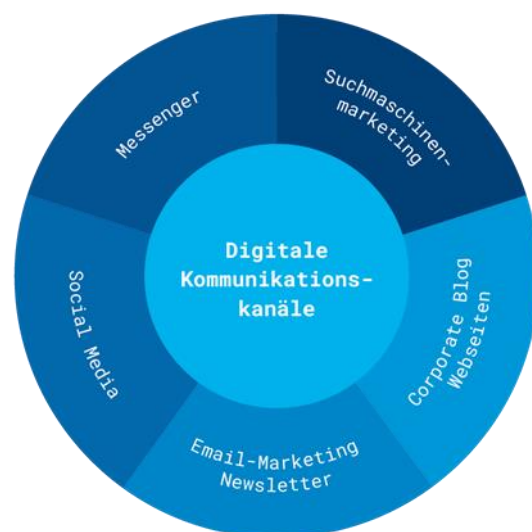 Digitale
Kommunikations-
kanäle
Suchmaschinen-
marketing
Corporate Blog
Webseiten
Email-Marketing
Newsletter
Social Media
Messenger